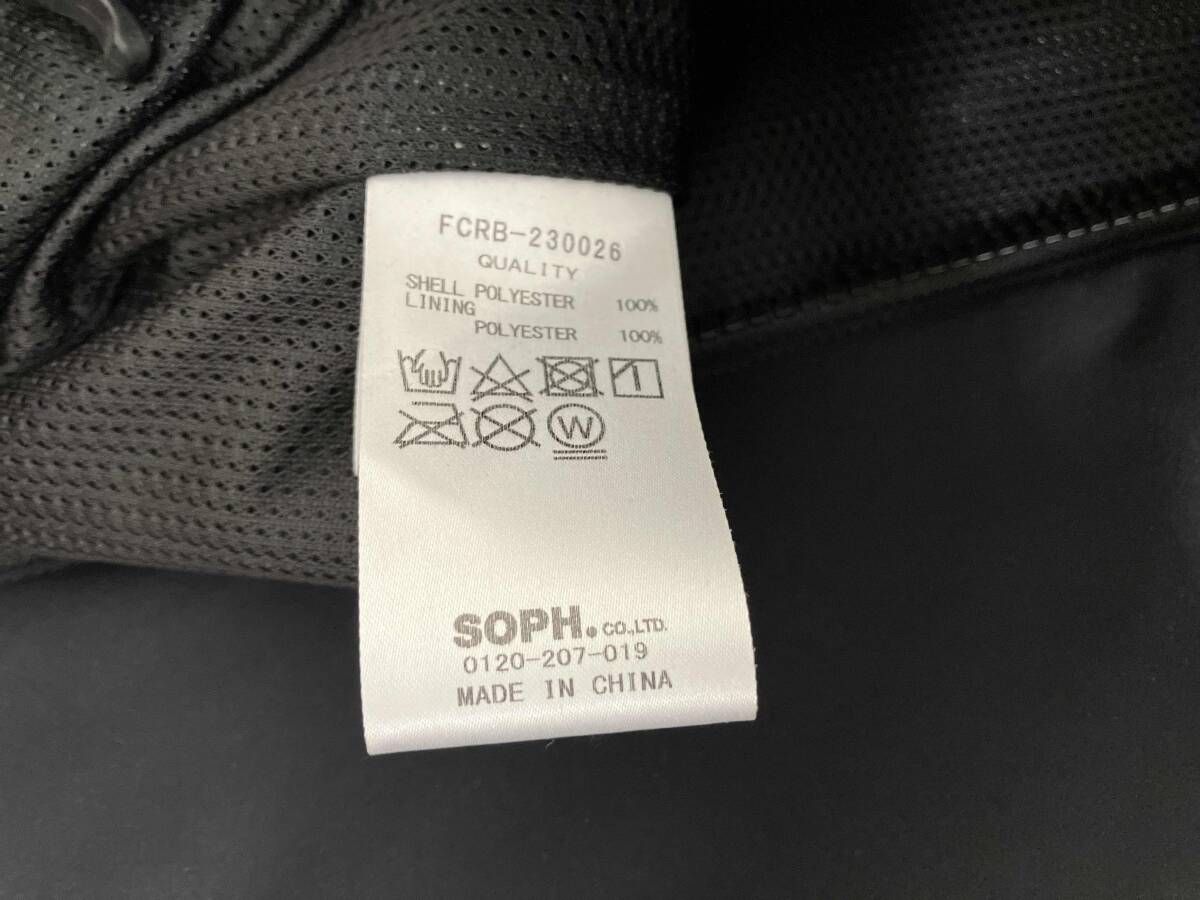 FCRB-230026
QUALITY
SHELL POLYESTER 100%
LINING
POLYESTER 100%
W
SOPH. CO.,LTD.
0120-207-019
MADE IN CHINA